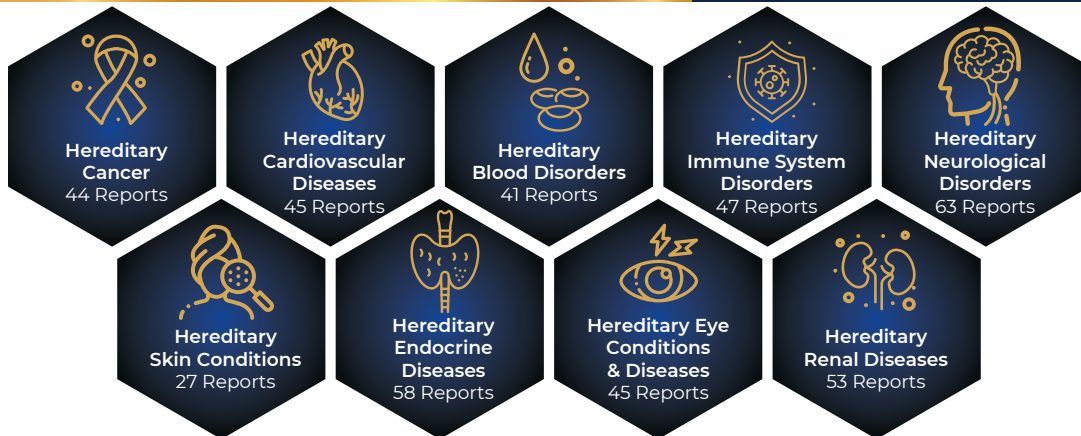 Hereditary
Cancer
44 Reports
Hereditary
Cardiovascular
Diseases
45 Reports
Hereditary
Blood Disorders
41 Reports
Hereditary
Immune System
Disorders
47 Reports
Hereditary
Neurological
Disorders
63 Reports
Hereditary
Skin Conditions
27 Reports
Hereditary
Endocrine
Diseases
58 Reports
Hereditary Eye
Conditions
& Diseases
45 Reports
Hereditary
Renal Diseases
53 Reports